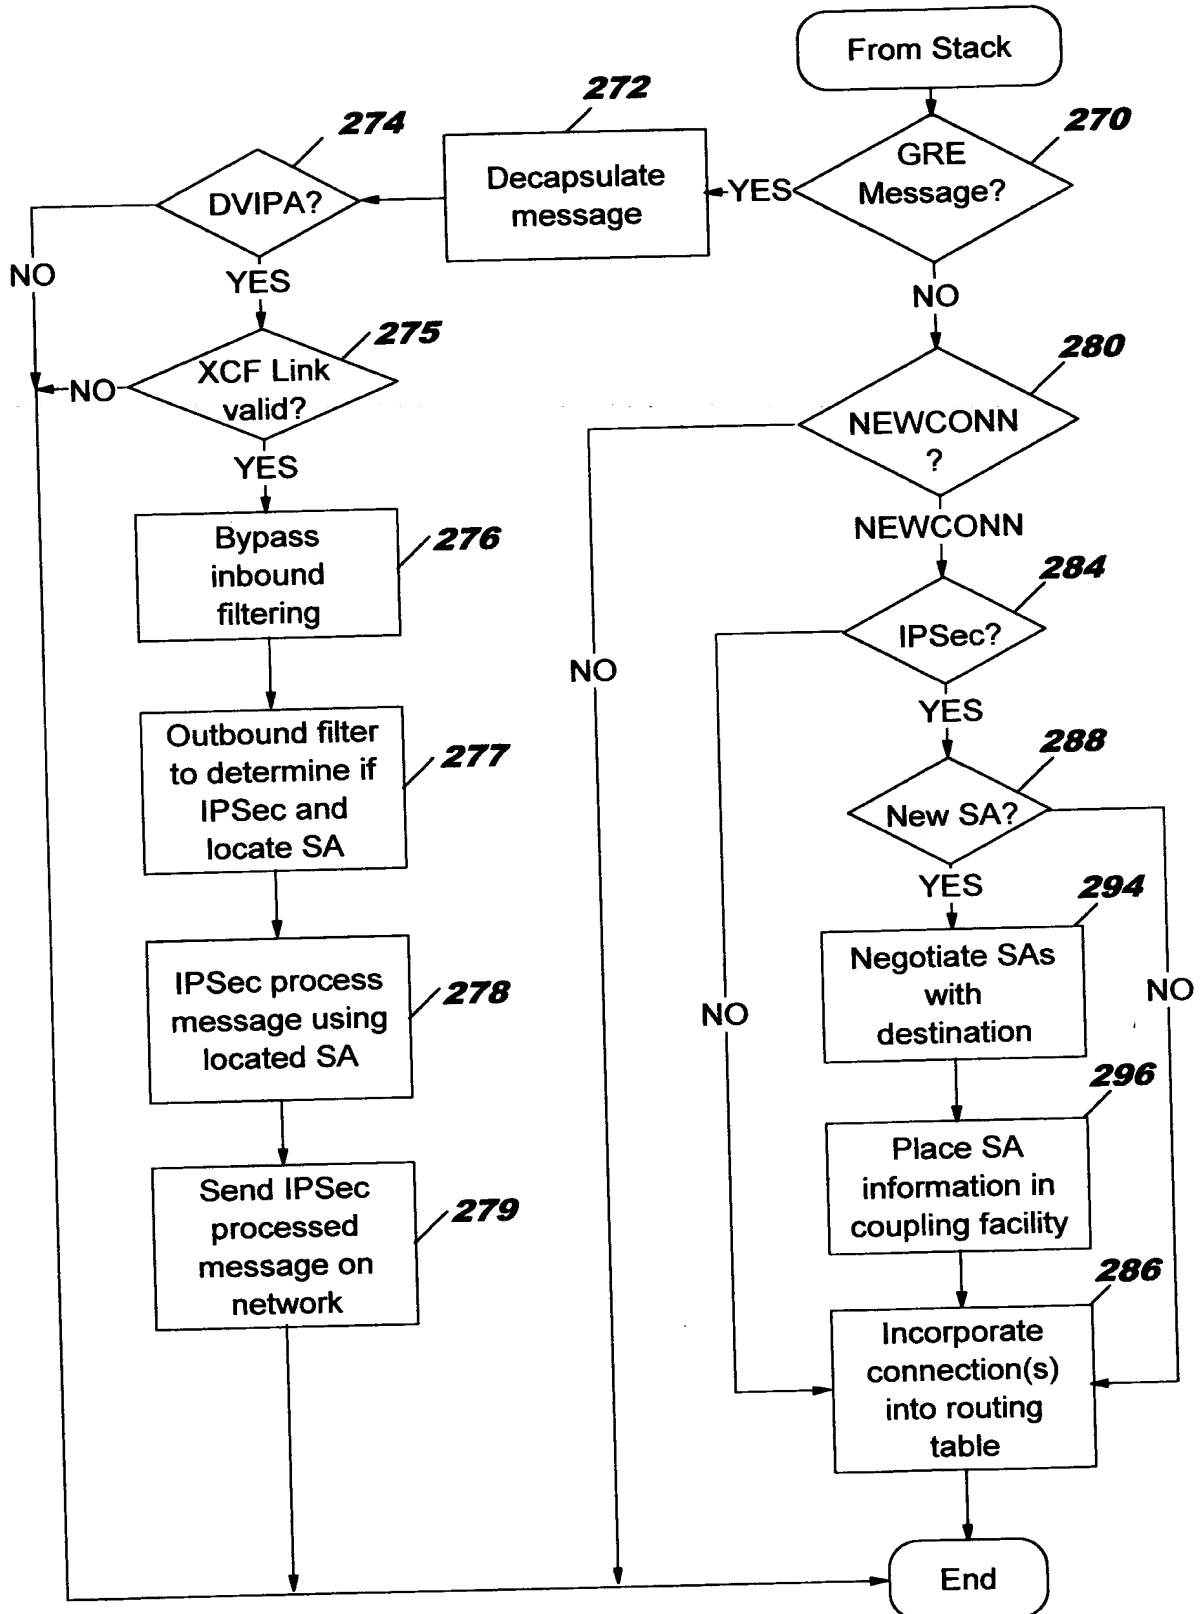 From Stack
270
GRE
Message?
YES
272
Decapsulate
message
274
DVIPA?
NO
YES
275
XCF Link
valid?
NO
YES
276
Bypass
inbound
filtering
277
Outbound filter
to determine if
IPSec and
locate SA
278
IPSec process
message using
located SA
279
Send IPSec
processed
message on
network
NO
280
NEWCONN
?
NO
NEWCONN
284
IPSec?
NO
YES
288
New SA?
NO
YES
294
Negotiate SAs
with
destination
296
Place SA
information in
coupling facility
286
Incorporate
connection(s)
into routing
table
End